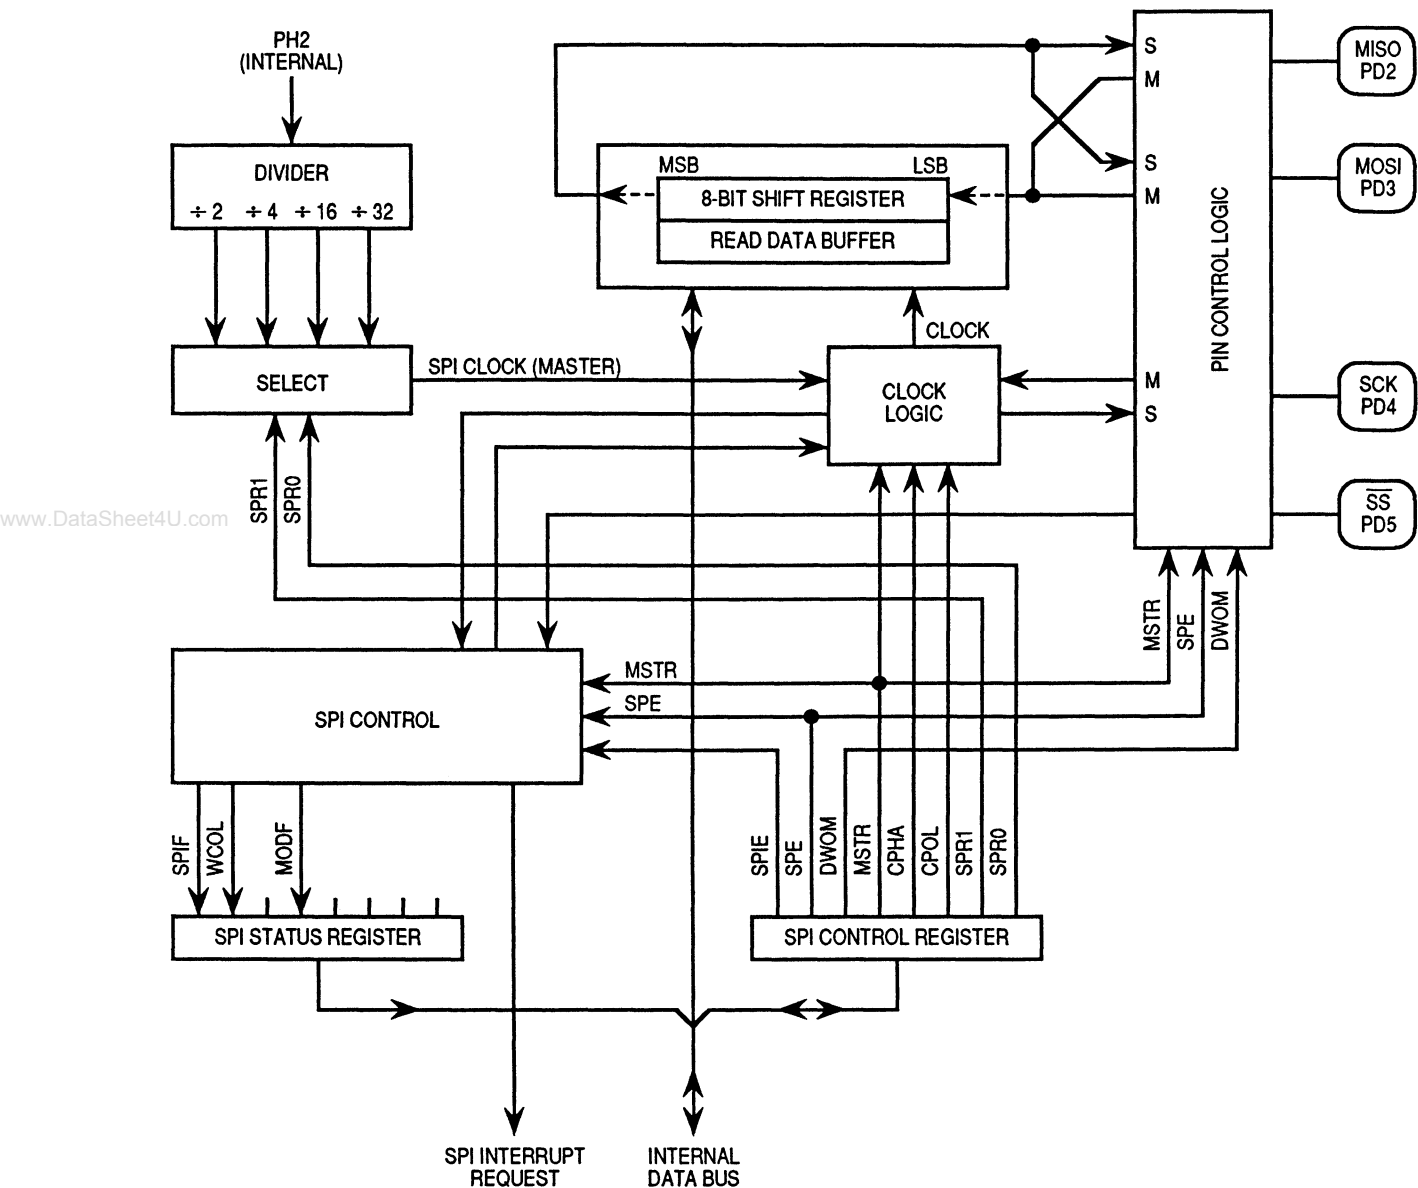 PH2
(INTERNAL)
DIVIDER
÷ 2 ÷ 4 ÷ 16 ÷ 32
SELECT
SPI CLOCK (MASTER)
SPR1
SPR0
MSB LSB
8-BIT SHIFT REGISTER
READ DATA BUFFER
CLOCK
CLOCK
LOGIC
S
M
S
M
M
S
PIN CONTROL LOGIC
MISO
PD2
MOSI
PD3
SCK
PD4
SS
PD5
www.DataSheet4U.com
MSTR
SPE
DWOM
SPI CONTROL
MSTR
SPE
SPIF
WCOL
MODF
SPIE
SPE
DWOM
MSTR
CPHA
CPOL
SPR1
SPR0
SPI STATUS REGISTER
SPI CONTROL REGISTER
SPI INTERRUPT
REQUEST
INTERNAL
DATA BUS